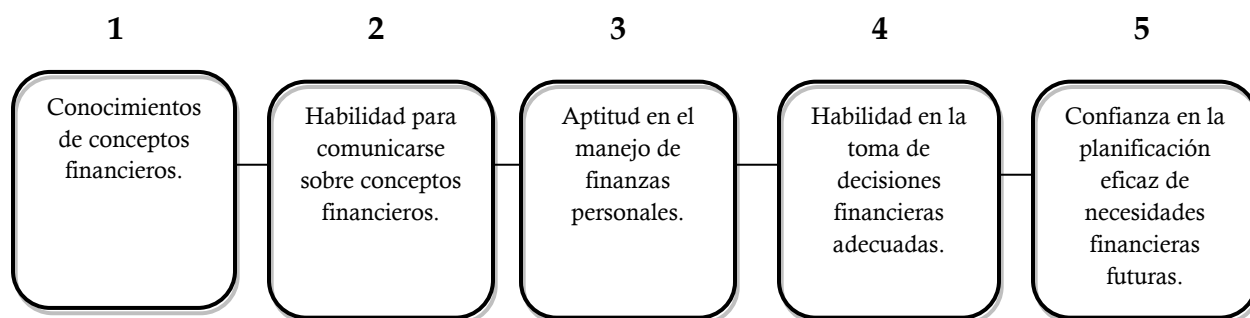 1
2
3
4
5
Conocimientos
de conceptos
financieros.
Habilidad para
comunicarse
sobre conceptos
financieros.
Aptitud en el
manejo de
finanzas
personales.
Habilidad en la
toma de
decisiones
financieras
adecuadas.
Confianza en la
planificación
eficaz de
necesidades
financieras
futuras.